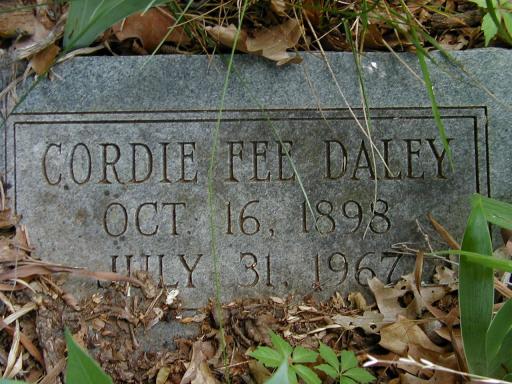 CORDIE FEE DALEY
OCT. 16, 1898
JULY 31, 1967